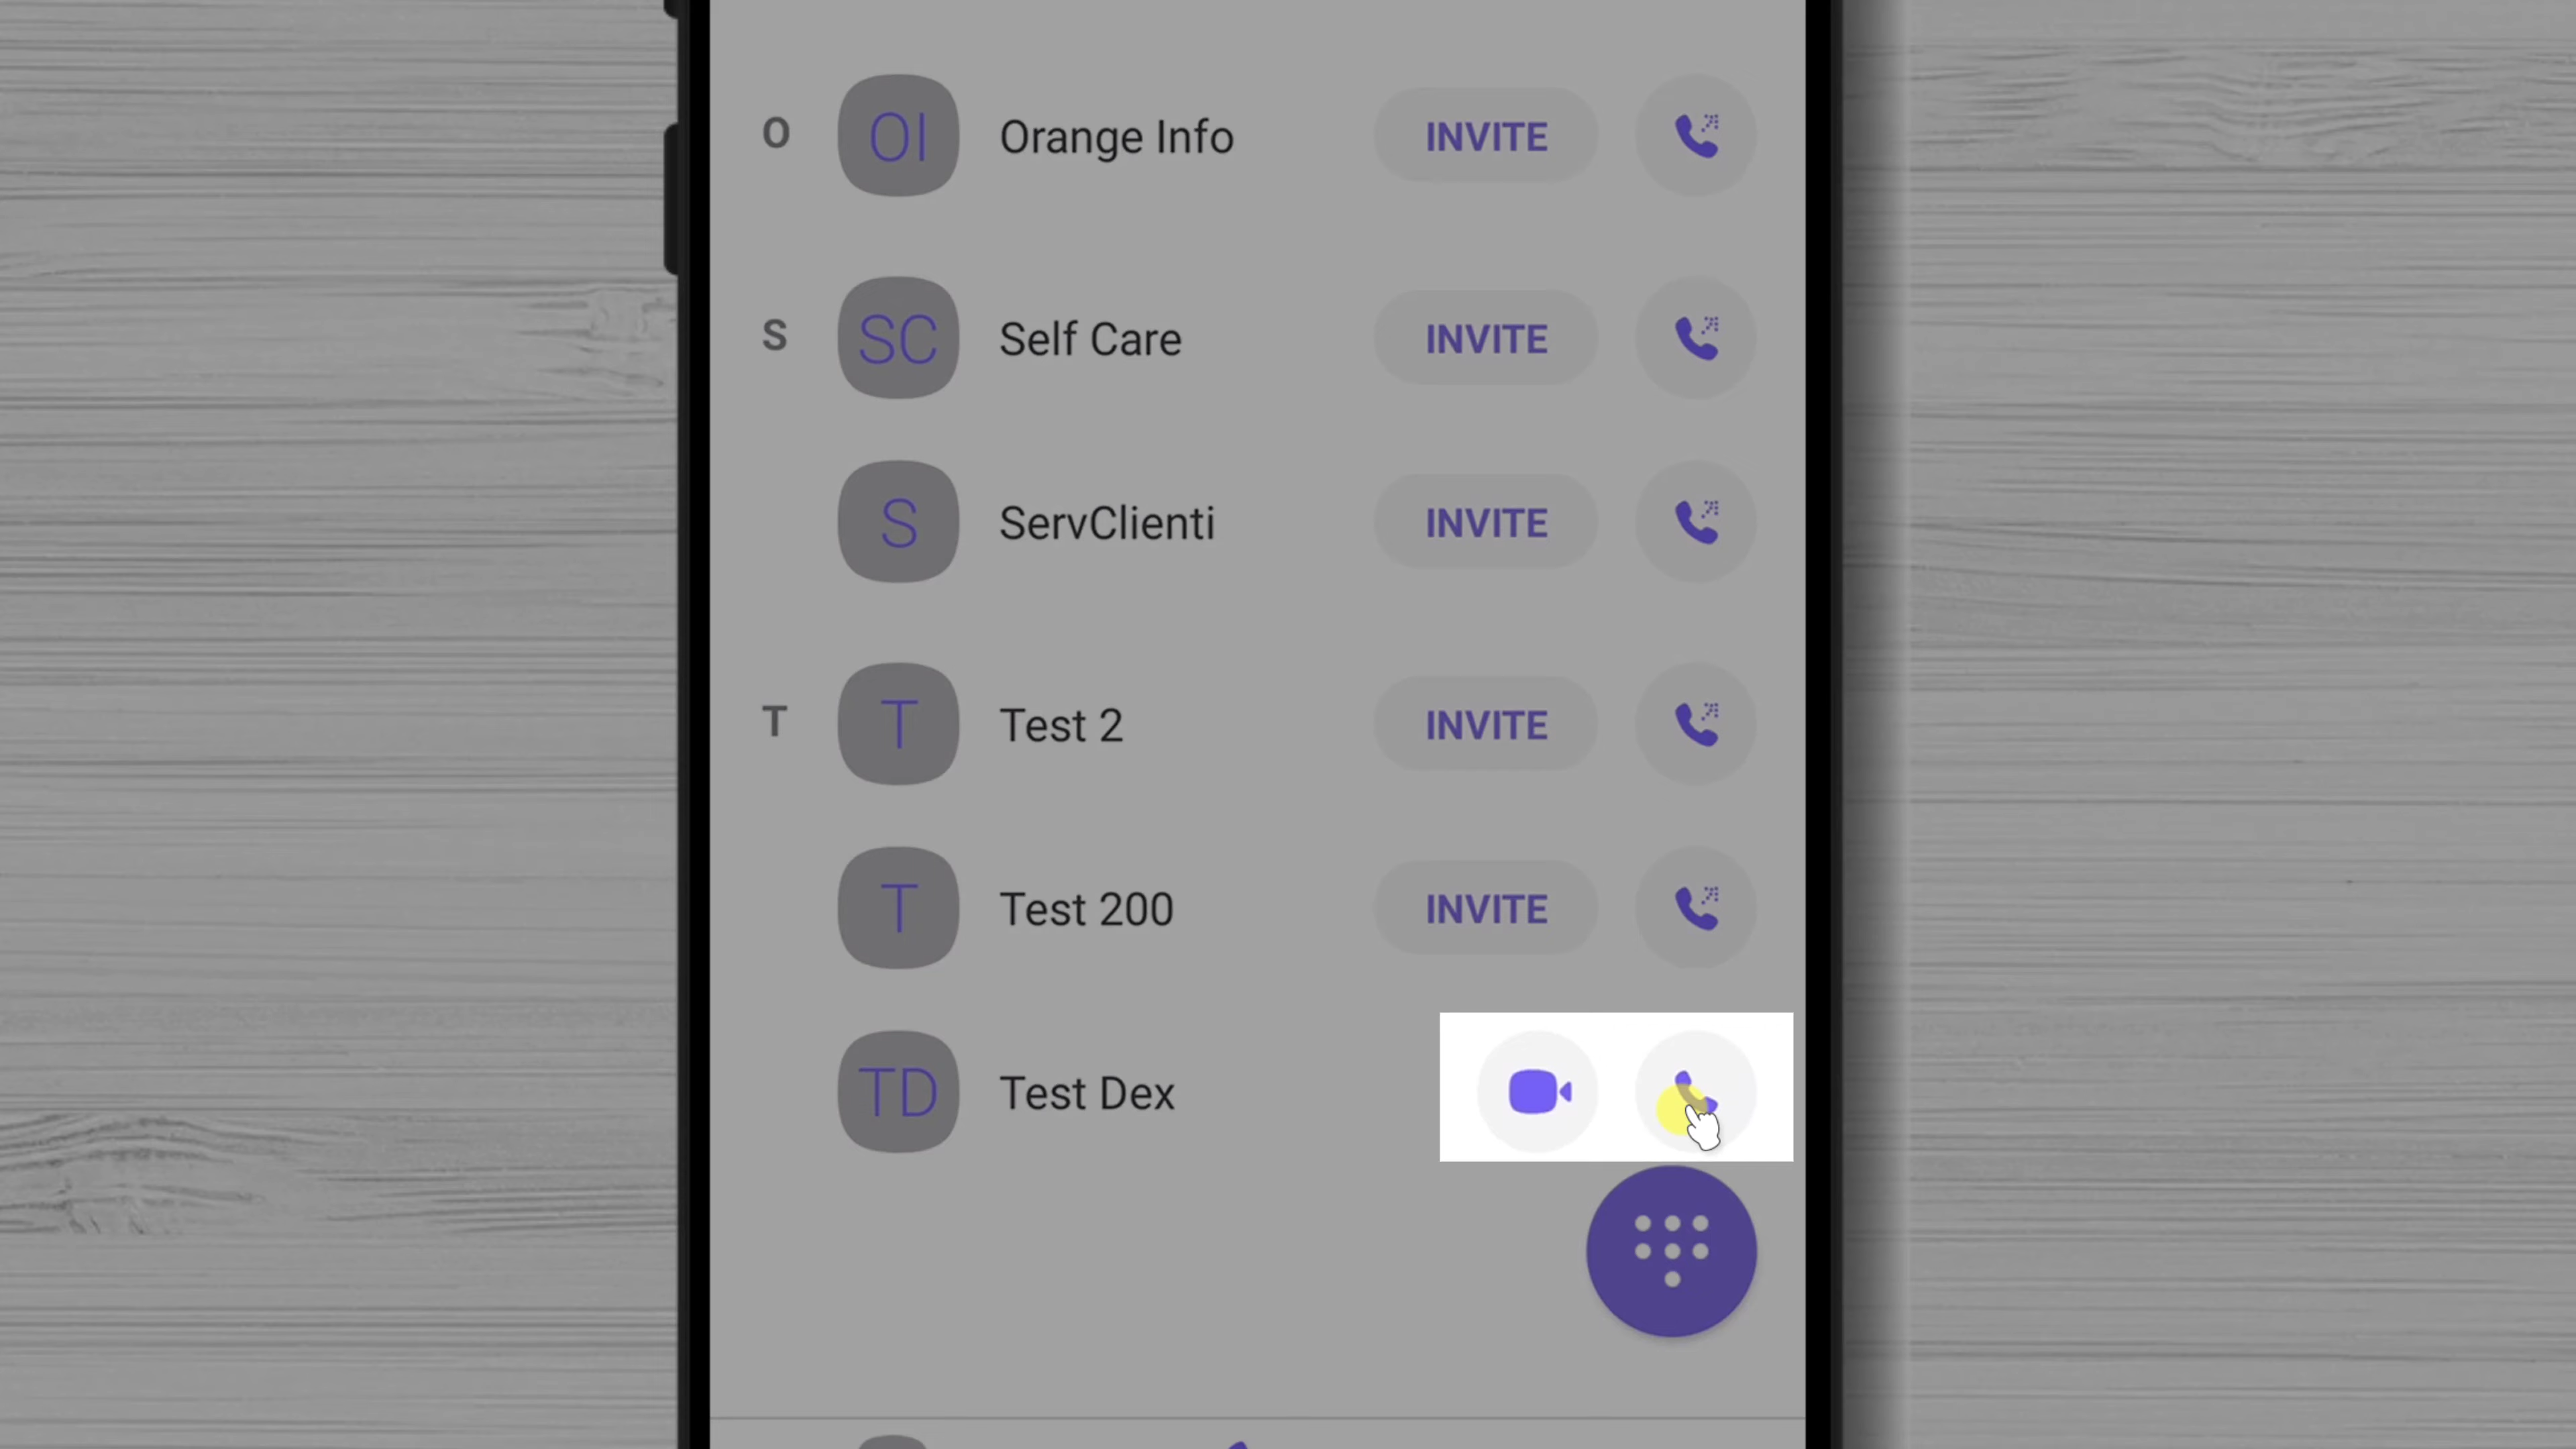 O OI Orange Info INVITE
S SC Self Care INVITE
S ServClienti INVITE
T T Test 2 INVITE
T Test 200 INVITE
TD Test Dex